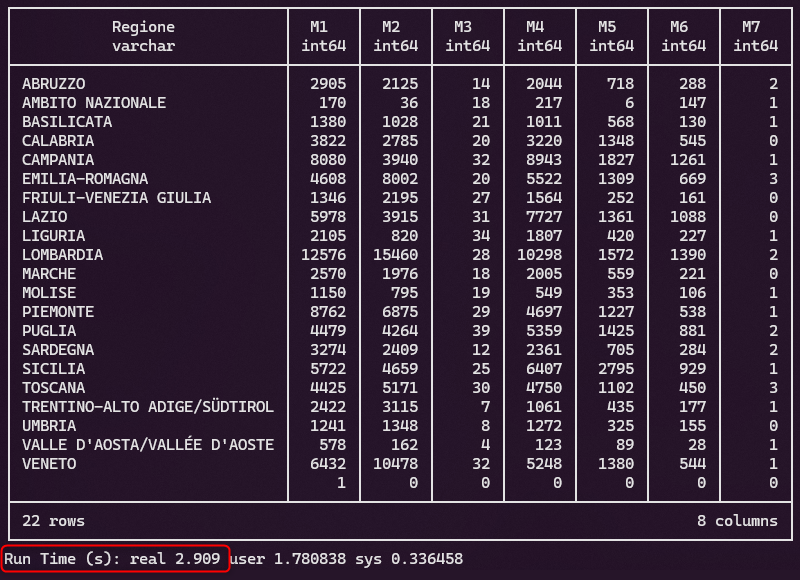 Regione M1 M2 M3 M4 M5 M6 M7
varchar int64 int64 int64 int64 int64 int64 int64
ABRUZZO 2905 2125 14 2044 718 288 2
AMBITO NAZIONALE 170 36 18 217 6 147 1
BASILICATA 1380 1028 21 1011 568 130 1
CALABRIA 3822 2785 20 3220 1348 545 0
CAMPANIA 8080 3940 32 8943 1827 1261 1
EMILIA-ROMAGNA 4608 8002 20 5522 1309 669 3
FRIULI-VENEZIA GIULIA 1346 2195 27 1564 252 161 0
LAZIO 5978 3915 31 7727 1361 1088 0
LIGURIA 2105 820 34 1807 420 227 1
LOMBARDIA 12576 15460 28 10298 1572 1390 2
MARCHE 2570 1976 18 2005 559 221 0
MOLISE 1150 795 19 549 353 106 1
PIEMONTE 8762 6875 29 4697 1227 538 1
PUGLIA 4479 4264 39 5359 1425 881 2
SARDEGNA 3274 2409 12 2361 705 284 2
SICILIA 5722 4659 25 6407 2795 929 1
TOSCANA 4425 5171 30 4750 1102 450 3
TRENTINO-ALTO ADIGE/SÜDTIROL 2422 3115 7 1061 435 177 1
UMBRIA 1241 1348 8 1272 325 155 0
VALLE D'AOSTA/VALLÉE D'AOSTE 578 162 4 123 89 28 1
VENETO 6432 10478 32 5248 1380 544 1
1 0 0 0 0 0 0
22 rows 8 columns
Run Time (s): real 2.909 user 1.780838 sys 0.336458